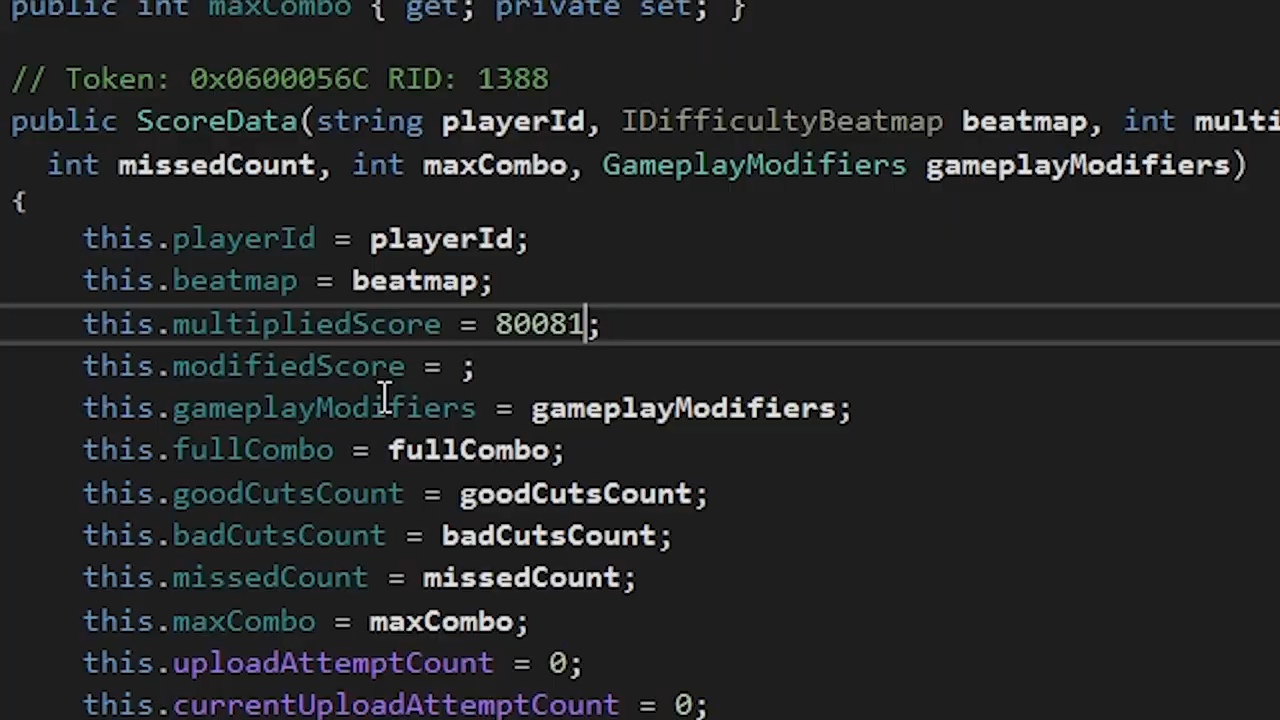 public int maxCombo { get; private set; }
// Token: 0x0600056C RID: 1388
public ScoreData(string playerId, IDifficultyBeatmap beatmap, int multi
int missedCount, int maxCombo, GameplayModifiers gameplayModifiers)
{
this.playerId = playerId;
this.beatmap = beatmap;
this.multipliedScore = 80081;
this.modifiedScore = ;
this.gameplayModifiers = gameplayModifiers;
this.fullCombo = fullCombo;
this.goodCutsCount = goodCutsCount;
this.badCutsCount = badCutsCount;
this.missedCount = missedCount;
this.maxCombo = maxCombo;
this.uploadAttemptCount = 0;
this.currentUploadAttemptCount = 0;